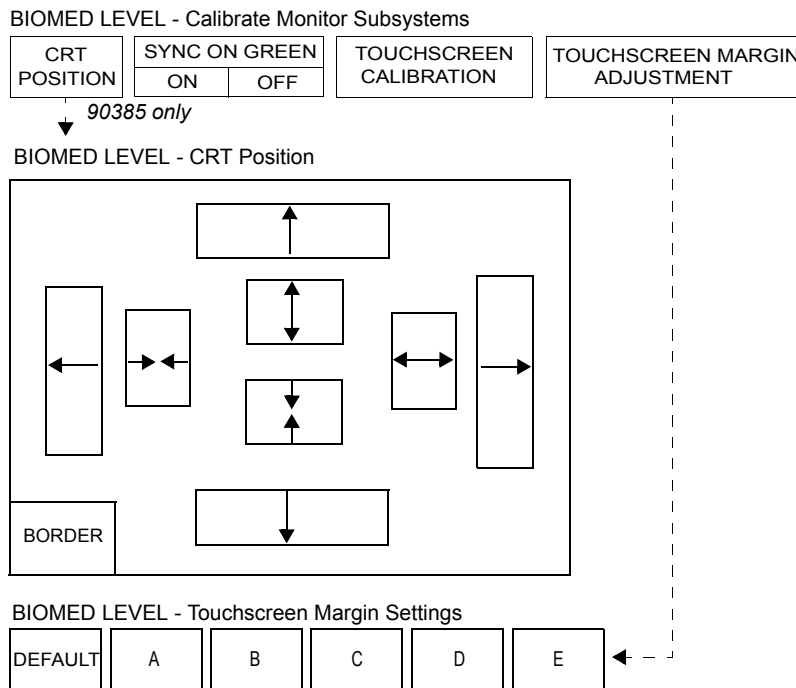 BIOMED LEVEL - Calibrate Monitor Subsystems
CRT
POSITION
SYNC ON GREEN
ON
OFF
TOUCHSCREEN
CALIBRATION
TOUCHSCREEN MARGIN
ADJUSTMENT
90385 only
BIOMED LEVEL - CRT Position
BORDER
BIOMED LEVEL - Touchscreen Margin Settings
DEFAULT
A
B
C
D
E